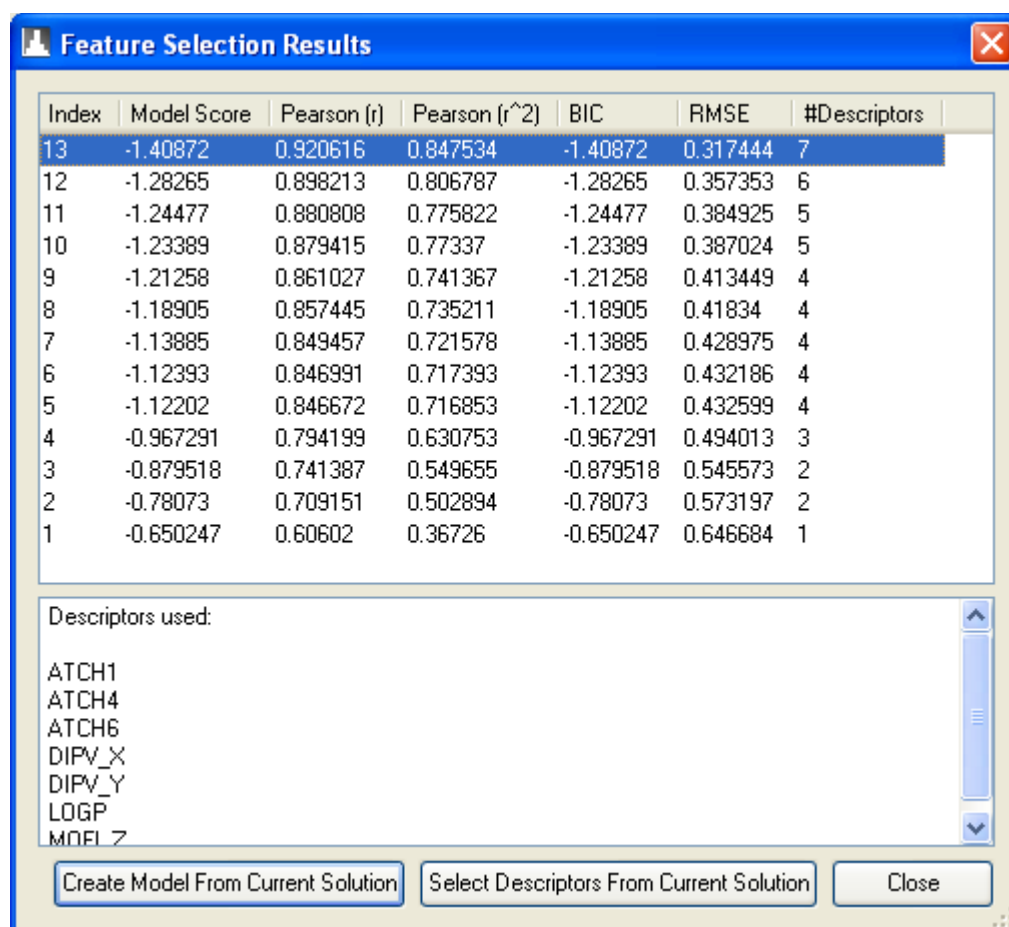 Feature Selection Results
Index Model Score Pearson (r) Pearson (r^2) BIC RMSE #Descriptors
13 -1.40872 0.920616 0.847534 -1.40872 0.317444 7
12 -1.28265 0.898213 0.806787 -1.28265 0.357353 6
11 -1.24477 0.880808 0.775822 -1.24477 0.384925 5
10 -1.23389 0.879415 0.77337 -1.23389 0.387024 5
9 -1.21258 0.861027 0.741367 -1.21258 0.413449 4
8 -1.18905 0.857445 0.735211 -1.18905 0.41834 4
7 -1.13885 0.849457 0.721578 -1.13885 0.428975 4
6 -1.12393 0.846991 0.717393 -1.12393 0.432186 4
5 -1.12202 0.846672 0.716853 -1.12202 0.432599 4
4 -0.967291 0.794199 0.630753 -0.967291 0.494013 3
3 -0.879518 0.741387 0.549655 -0.879518 0.545573 2
2 -0.78073 0.709151 0.502894 -0.78073 0.573197 2
1 -0.650247 0.60602 0.36726 -0.650247 0.646684 1
Descriptors used:
ATCH1
ATCH4
ATCH6
DIPV_X
DIPV_Y
LOGP
Create Model From Current Solution Select Descriptors From Current Solution Close